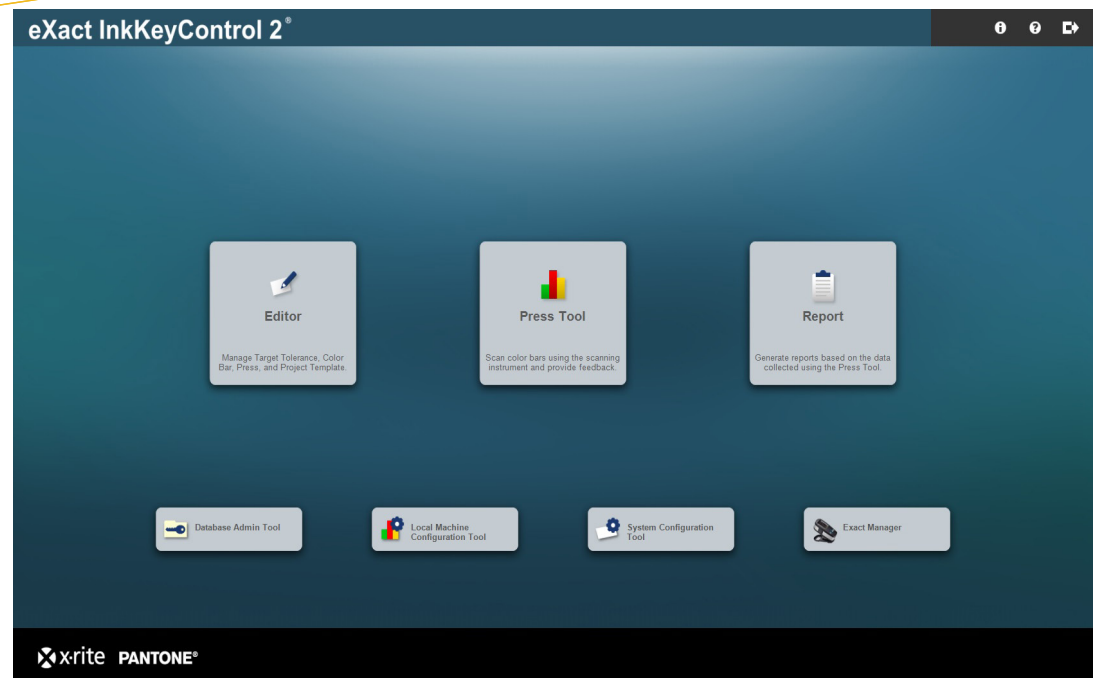 eXact InkKeyControl 2®
Editor
Manage Target Tolerance, Color
Bar, Press, and Project Template.
Press Tool
Scan color bars using the scanning
instrument and provide feedback.
Report
Generate reports based on the data
collected using the Press Tool.
Database Admin Tool
Local Machine
Configuration Tool
System Configuration
Tool
Exact Manager
x·rite PANTONE®